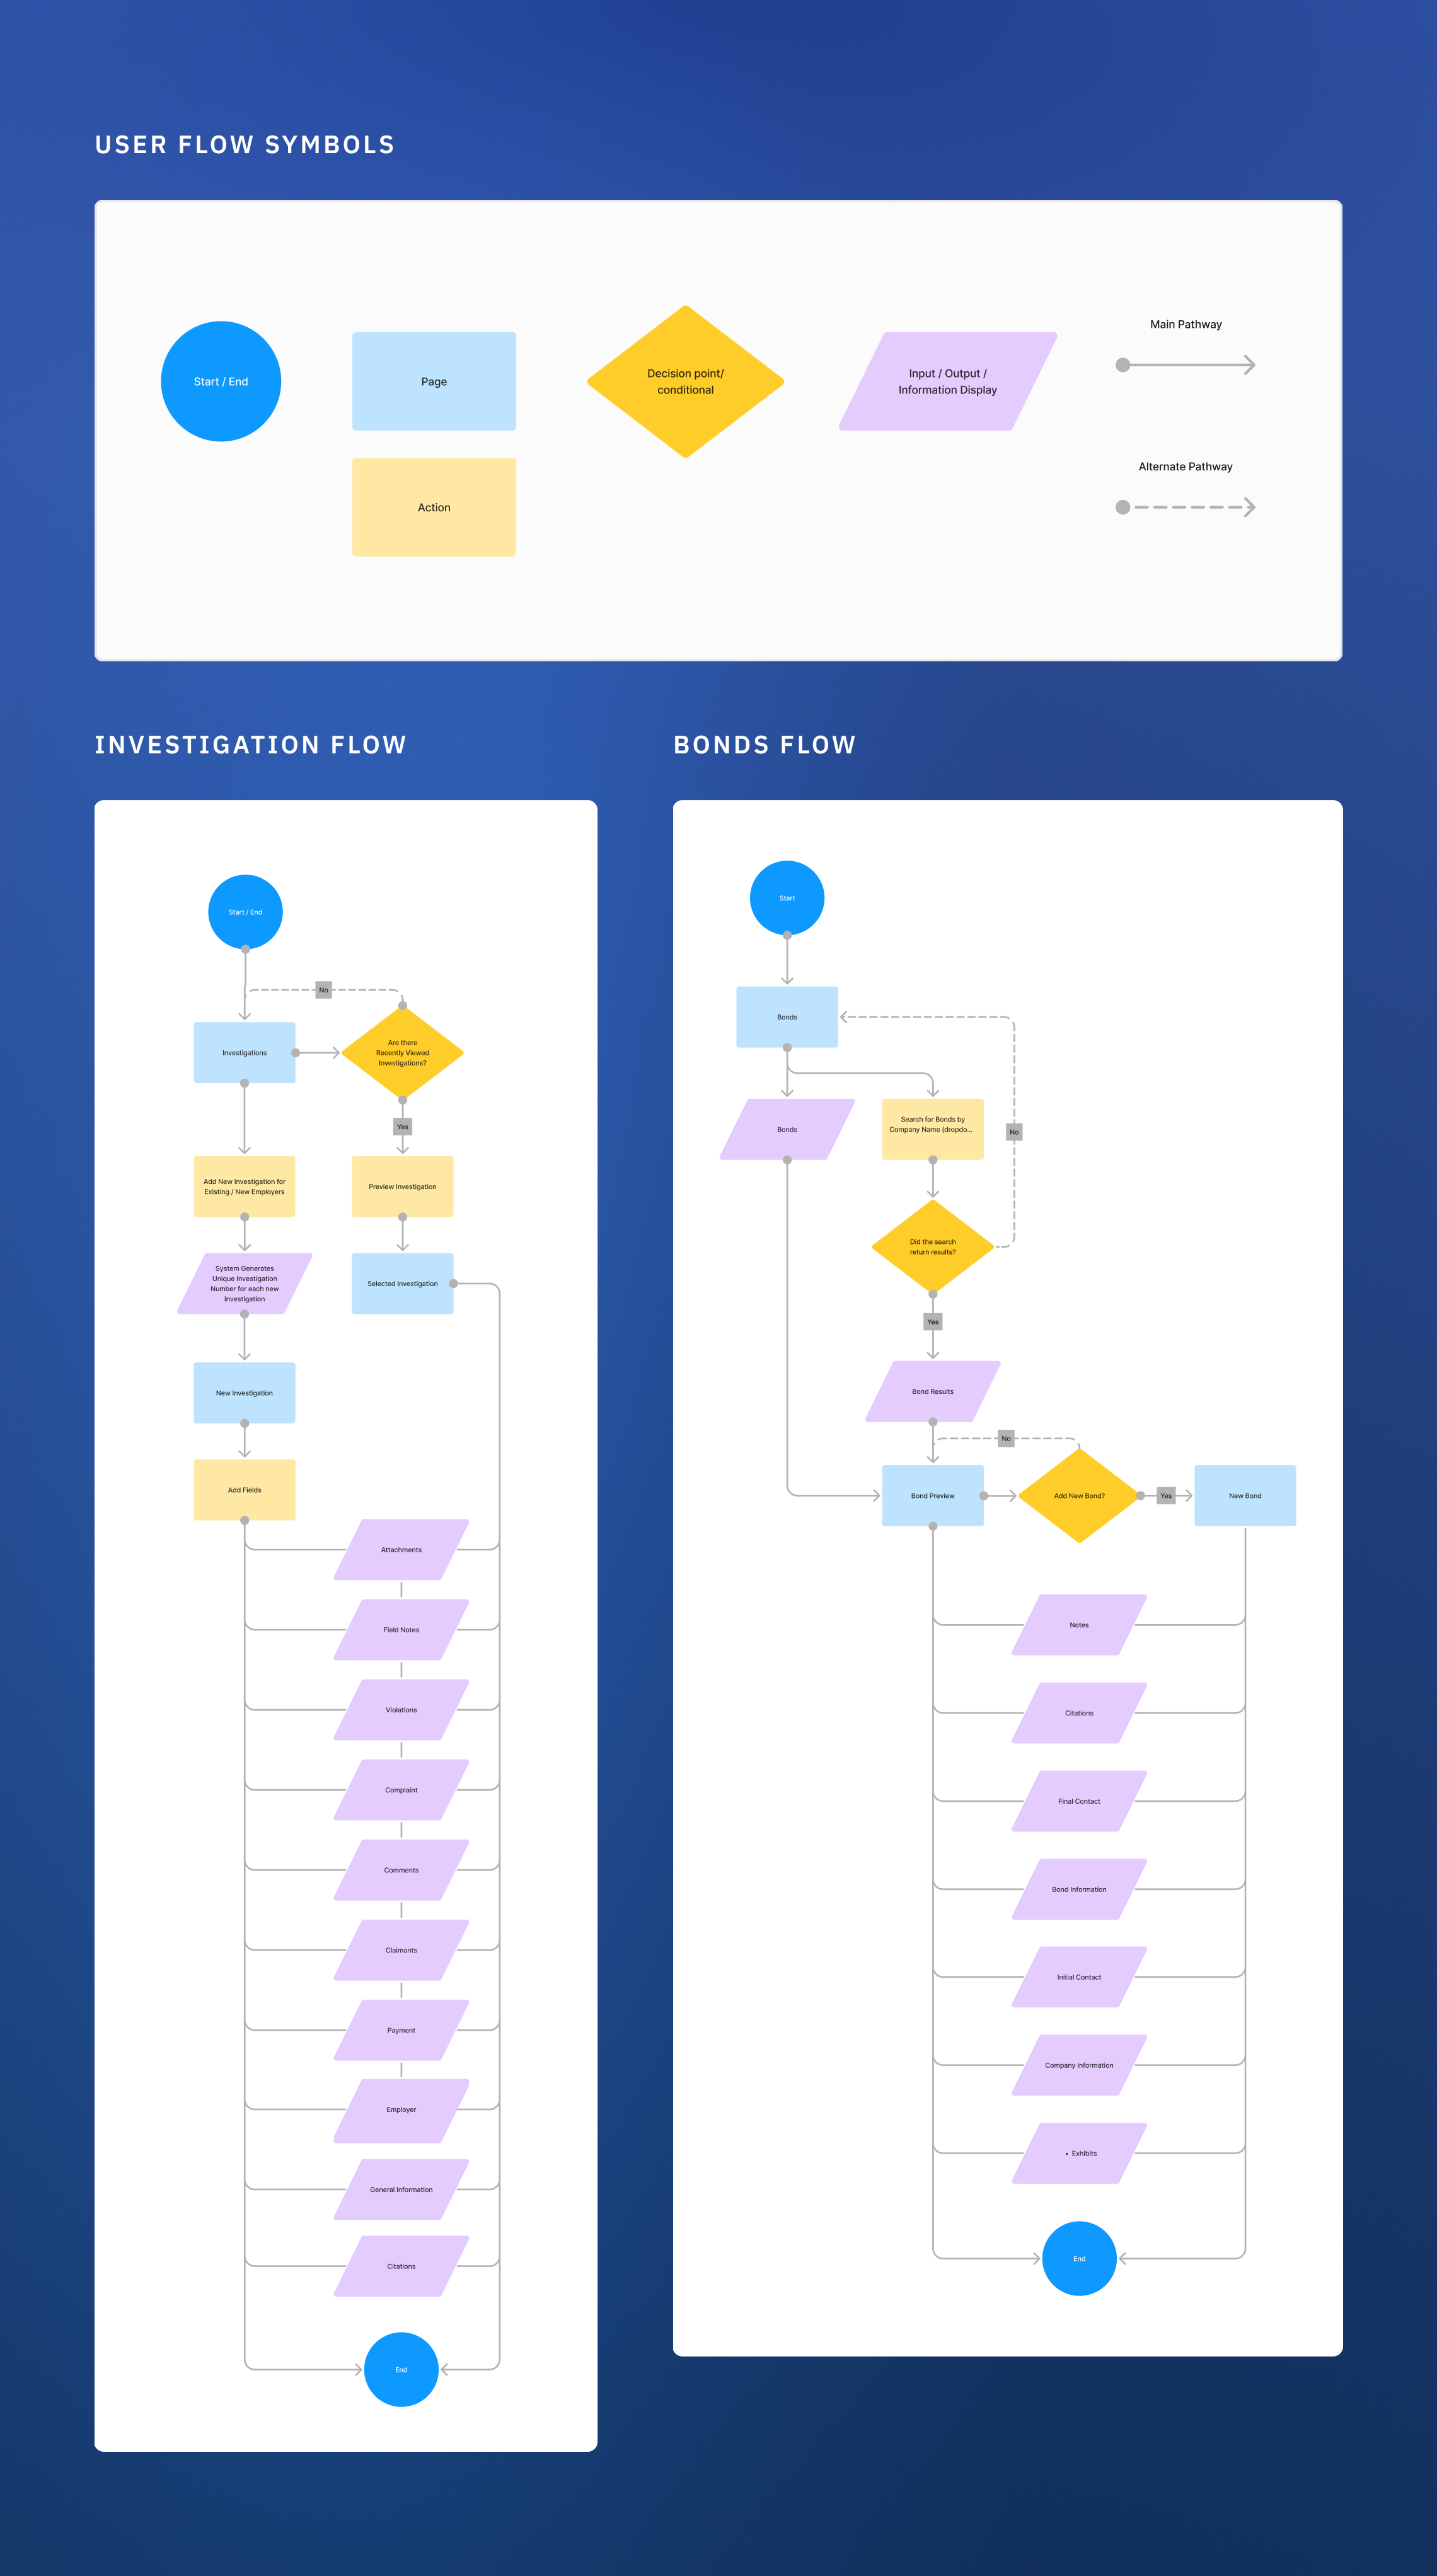 USER FLOW SYMBOLS
Start / End
Page
Decision point/
conditional
Input / Output /
Information Display
Main Pathway
Action
Alternate Pathway
INVESTIGATION FLOW
Start / End
No
Investigations
Are there
Recently Viewed
Investigations?
Yes
Add New Investigation for
Existing / New Employers
Preview Investigation
System Generates
Unique Investigation
Number for each new
investigation
Selected Investigation
New Investigation
Add Fields
Attachments
Field Notes
Violations
Complaint
Comments
Claimants
Payment
Employer
General Information
Citations
End
BONDS FLOW
Start
Bonds
Bonds
Search for Bonds by
Company Name (dropdo...
No
Did the search
return results?
Yes
Bond Results
No
Bond Preview
Add New Bond?
Yes
New Bond
Notes
Citations
Final Contact
Bond Information
Initial Contact
Company Information
• Exhibits
End